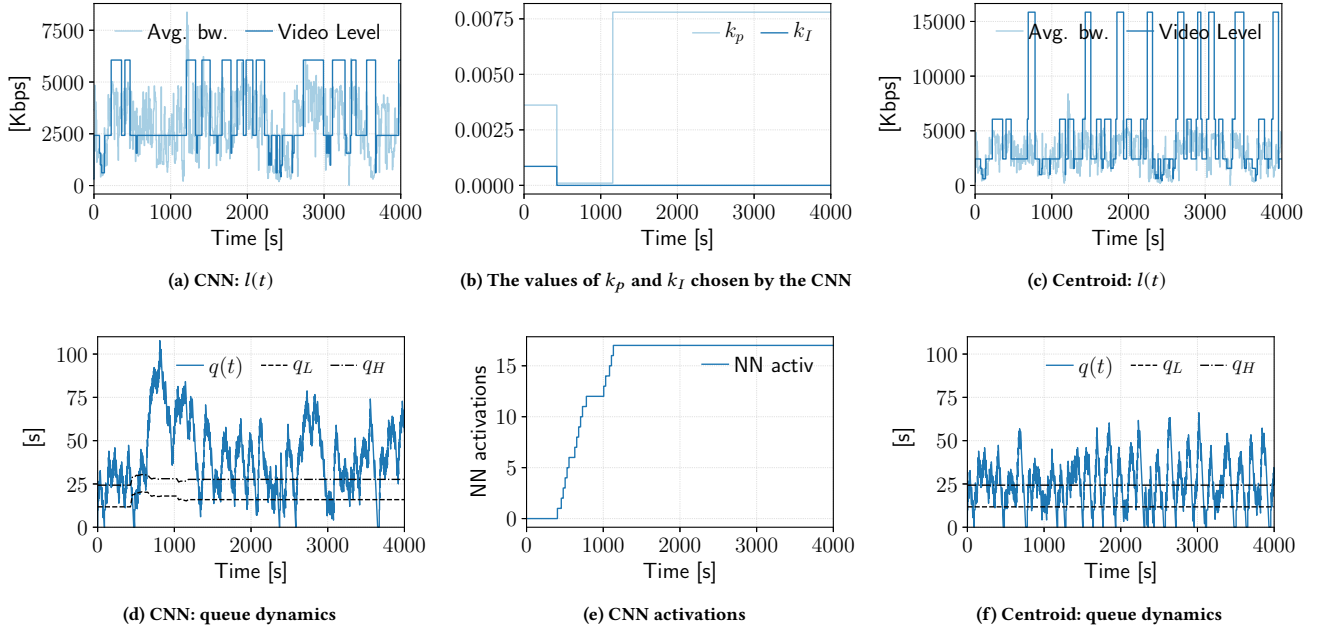 7500
5000
2500
0
[Kbps]
Avg. bw.
Video Level
0 1000 2000 3000 4000
Time [s]
(a) CNN: l(t)
0.0075
0.0050
0.0025
0.0000
k_p
k_I
0 1000 2000 3000 4000
Time [s]
(b) The values of k_p and k_I chosen by the CNN
15000
10000
5000
0
[Kbps]
Avg. bw.
Video Level
0 1000 2000 3000 4000
Time [s]
(c) Centroid: l(t)
100
75
50
25
0
[s]
q(t)
q_L
q_H
0 1000 2000 3000 4000
Time [s]
(d) CNN: queue dynamics
15
10
5
0
NN activations
NN activ
0 1000 2000 3000 4000
Time [s]
(e) CNN activations
100
75
50
25
0
[s]
q(t)
q_L
q_H
0 1000 2000 3000 4000
Time [s]
(f) Centroid: queue dynamics